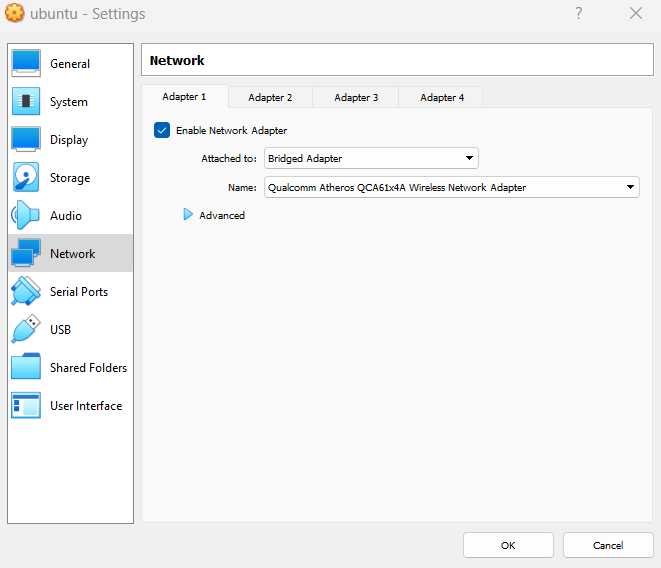 ubuntu - Settings
?
General
System
Display
Storage
Audio
Network
Serial Ports
USB
Shared Folders
User Interface
Network
Adapter 1 Adapter 2 Adapter 3 Adapter 4
Enable Network Adapter
Attached to: Bridged Adapter
Name: Qualcomm Atheros QCA61x4A Wireless Network Adapter
Advanced
OK Cancel